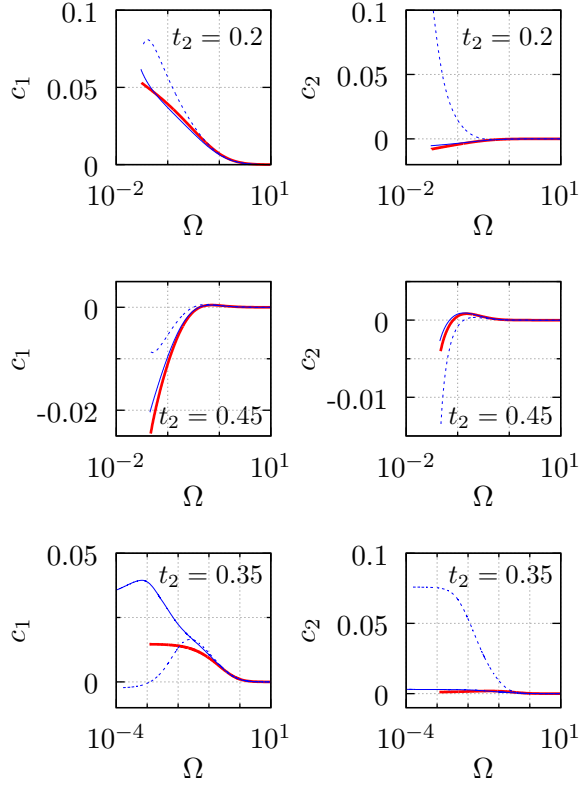 0.1
0.05
0
c₁
t₂ = 0.2
10⁻² 10¹
Ω
0.1
0.05
0
c₂
t₂ = 0.2
10⁻² 10¹
Ω
0
-0.02
c₁
t₂ = 0.45
10⁻² 10¹
Ω
0
-0.01
c₂
t₂ = 0.45
10⁻² 10¹
Ω
0.05
0
c₁
t₂ = 0.35
10⁻⁴ 10¹
Ω
0.1
0.05
0
c₂
t₂ = 0.35
10⁻⁴ 10¹
Ω